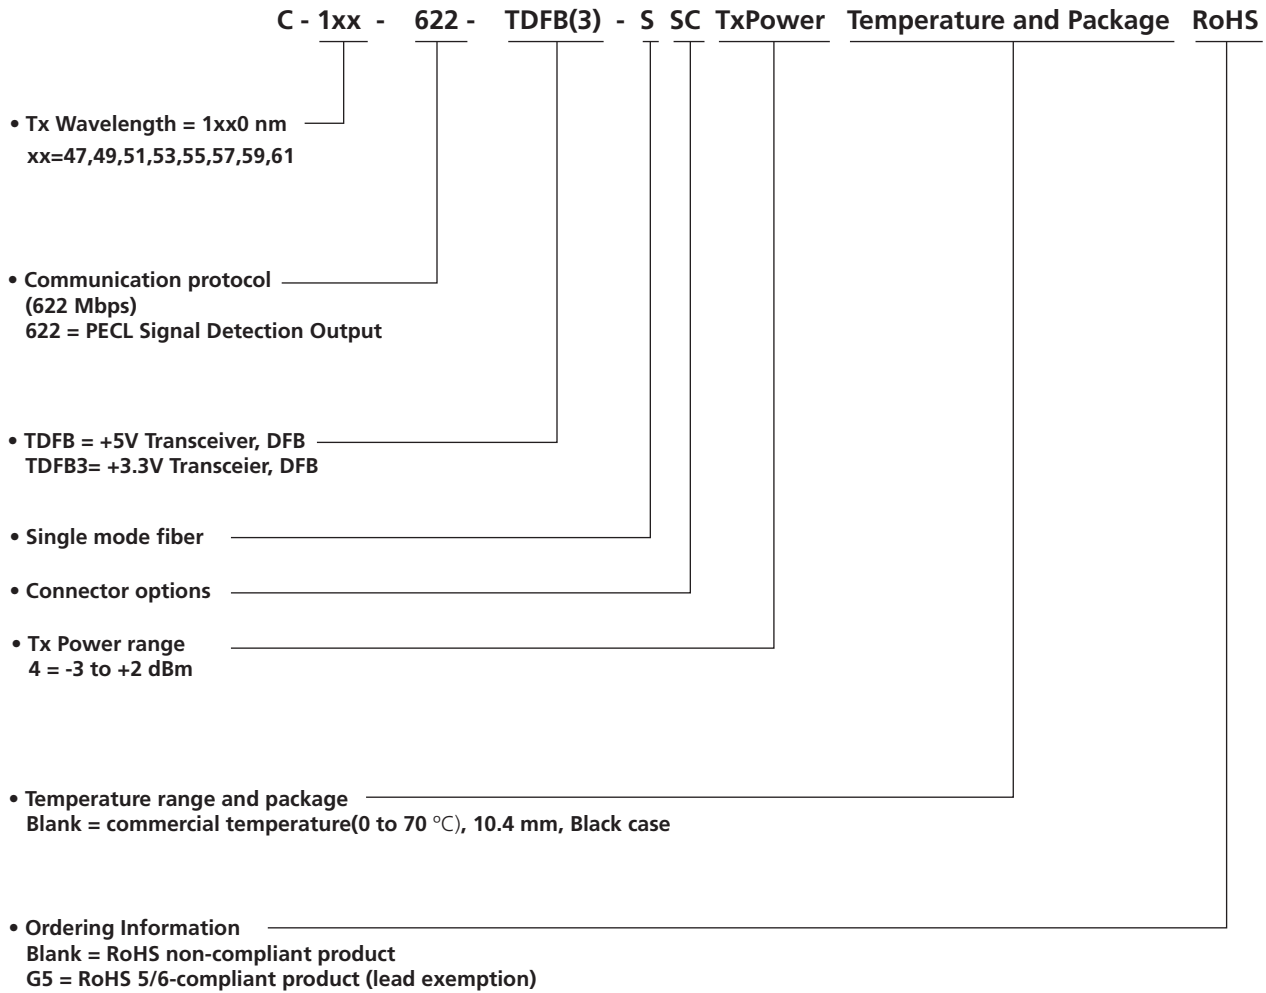 C - 1xx - 622 - TDFB(3) - S SC TxPower Temperature and Package RoHS
• Tx Wavelength = 1xx0 nm
xx=47,49,51,53,55,57,59,61
• Communication protocol
(622 Mbps)
622 = PECL Signal Detection Output
• TDFB = +5V Transceiver, DFB
TDFB3= +3.3V Transceier, DFB
• Single mode fiber
• Connector options
• Tx Power range
4 = -3 to +2 dBm
• Temperature range and package
Blank = commercial temperature(0 to 70 ºC), 10.4 mm, Black case
• Ordering Information
Blank = RoHS non-compliant product
G5 = RoHS 5/6-compliant product (lead exemption)